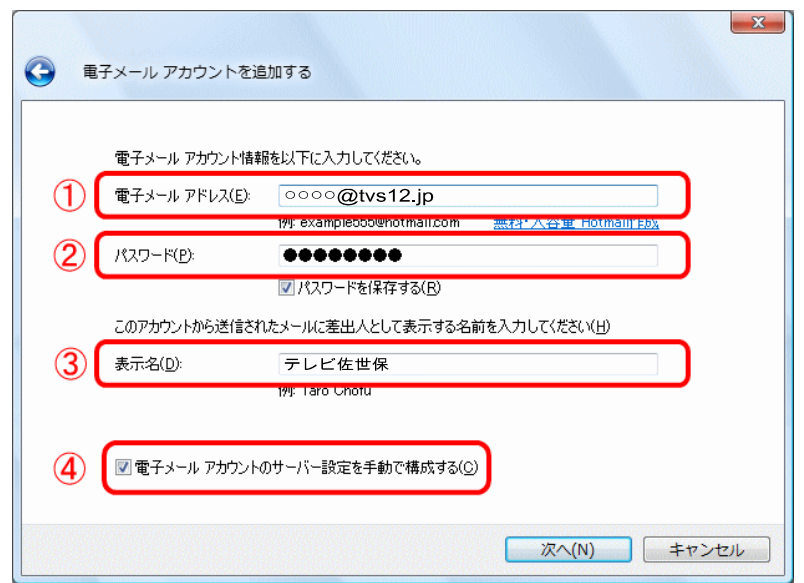 電子メール アカウントを追加する
電子メール アカウント情報を以下に入力してください。
① 電子メール アドレス(E): ○○○○@tvs12.jp
例: example555@hotmail.com
② パスワード(P): ●●●●●●●●
パスワードを保存する(R)
このアカウントから送信されたメールに差出人として表示する名前を入力してください(H)
③ 表示名(D): テレビ佐世保
例: Taro Chofu
④ 電子メール アカウントのサーバー設定を手動で構成する(C)
次へ(N) キャンセル